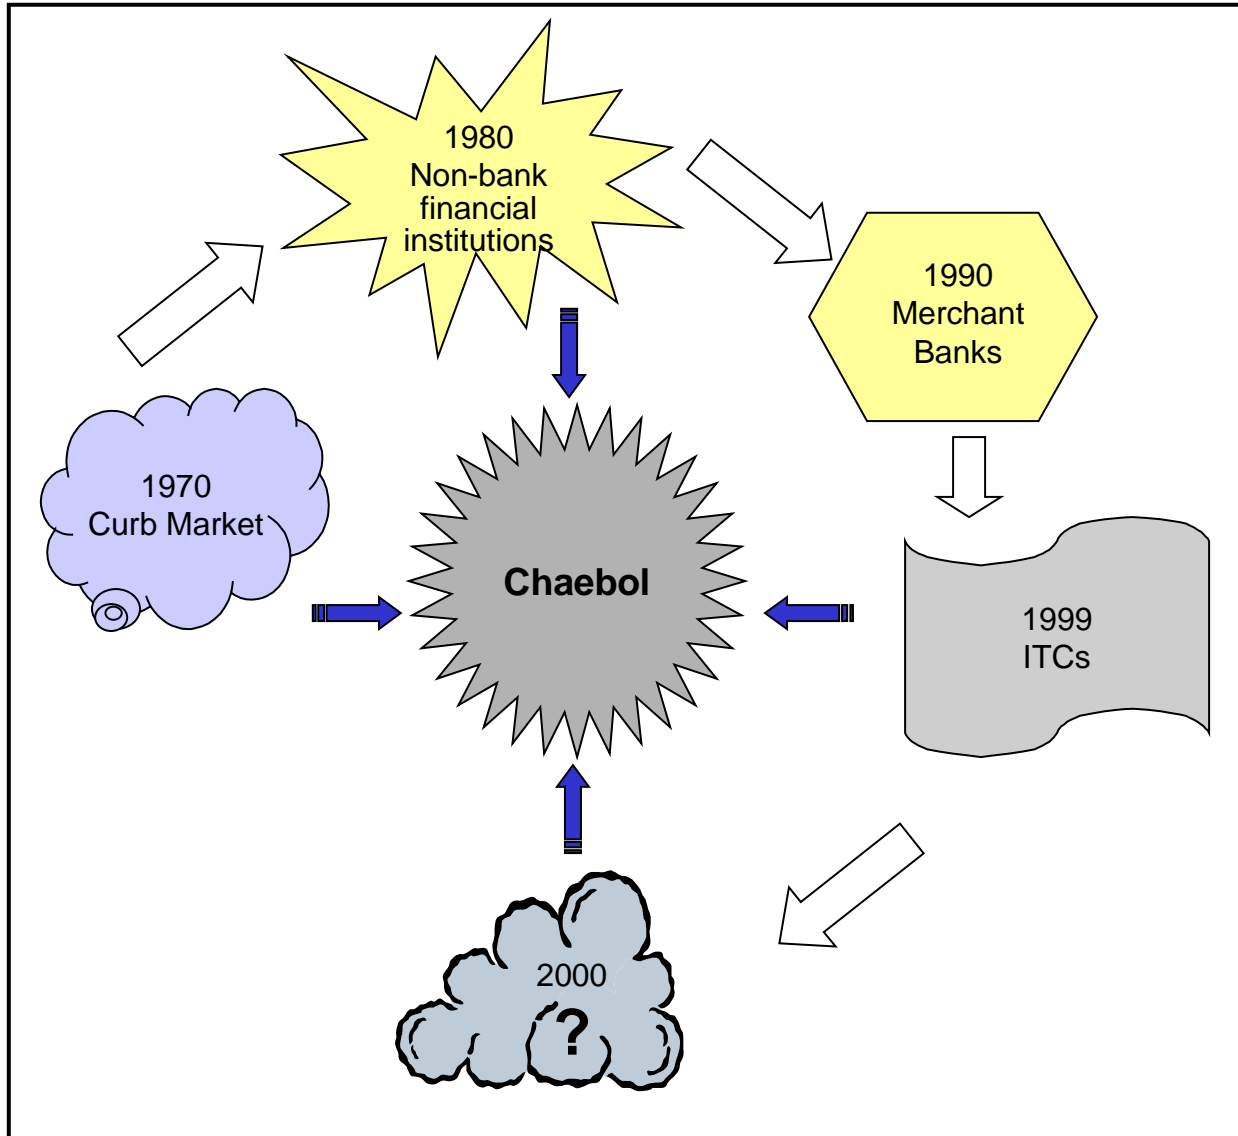 1980
Non-bank
financial
institutions
1990
Merchant
Banks
1970
Curb Market
Chaebol
1999
ITCs
2000
?